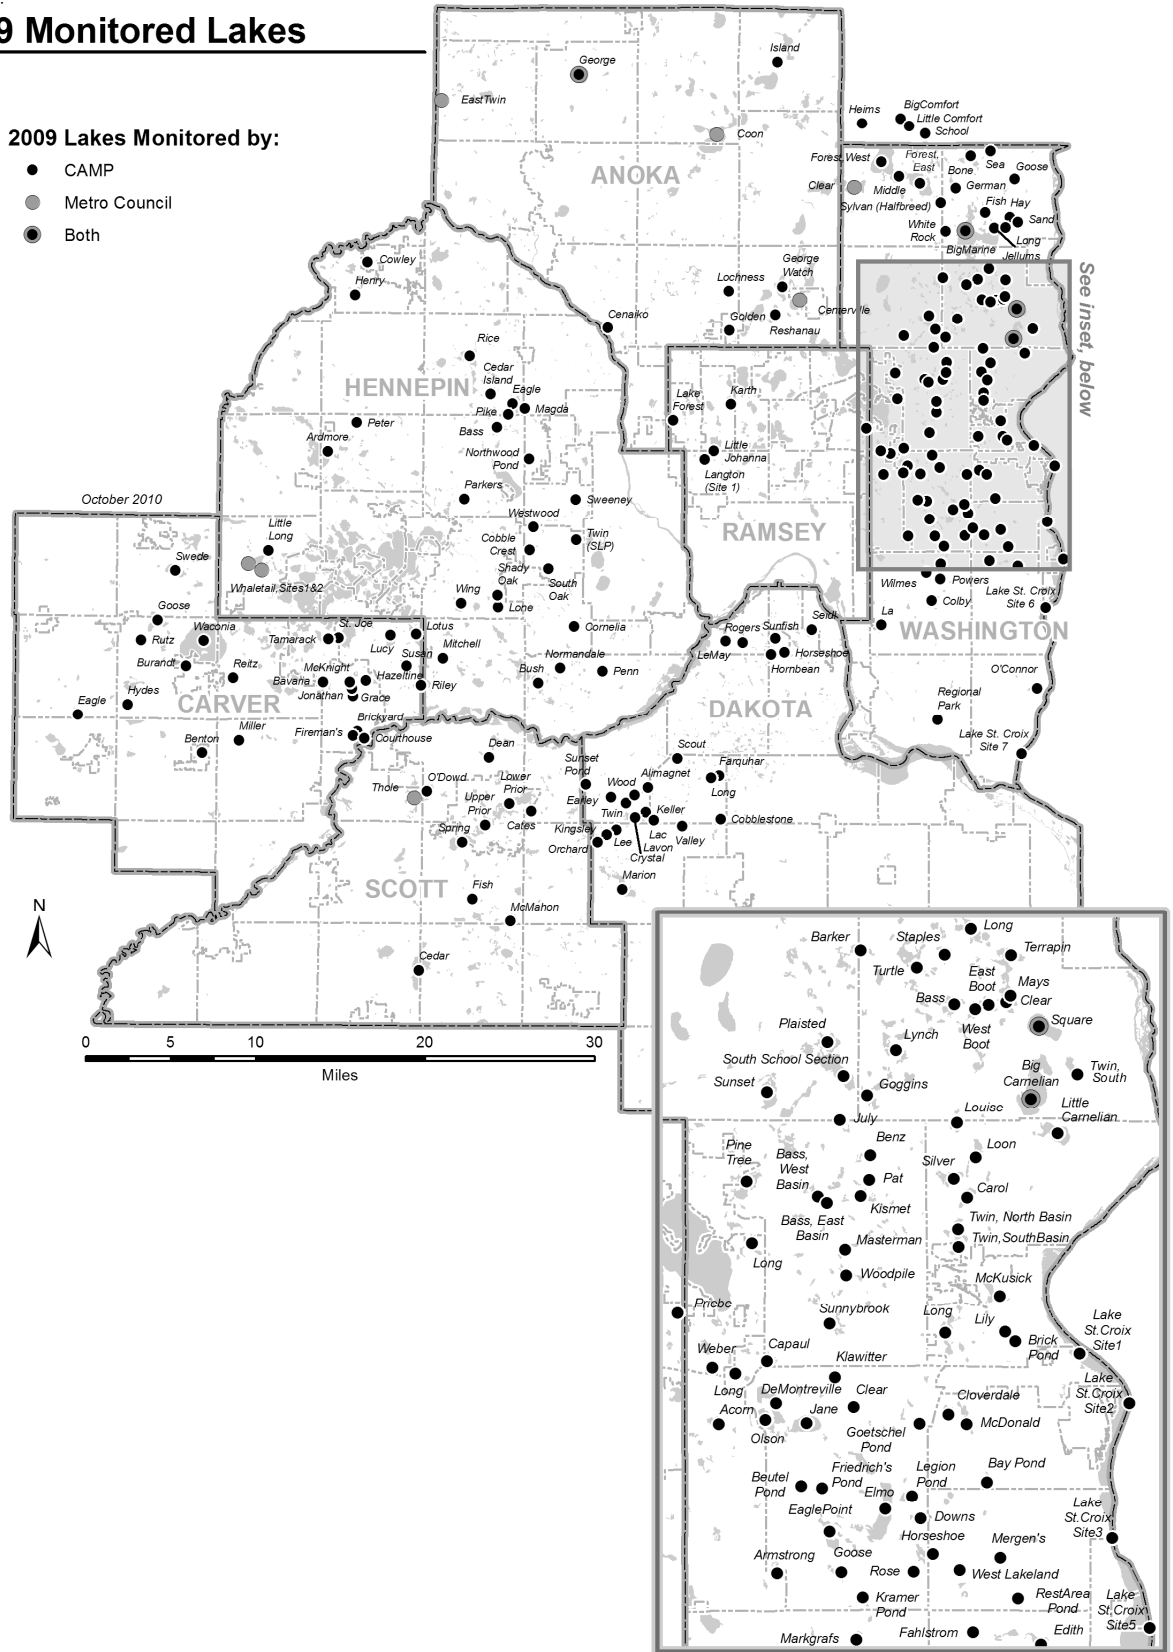 9 Monitored Lakes
2009 Lakes Monitored by:
CAMP
Metro Council
Both
October 2010
George
Island
EastTwin
Coon
ANOKA
Heims
BigComfort
Little Comfort
School
Forest,West
Forest,
East
Bone
Sea
Goose
Clear
Middle
German
Sylvan (Halfbreed)
Fish
Hay
Sand
White
Rock
BigMarine
Long
Jellums
See inset, below
Cowley
Henry
George
Watch
Lochness
Centerville
Golden
Reshanau
Cenaiko
Rice
HENNEPIN
Cedar
Island
Eagle
Pike
Magda
Bass
Peter
Ardmore
Northwood
Pond
Parkers
Sweeney
Westwood
Twin
(SLP)
Cobble
Crest
Shady
Oak
South
Oak
Wing
Lone
Little
Long
Whaletail,Sites1&2
Cornelia
Normandale
Bush
Penn
Lake
Forest
Karth
Little
Johanna
Langton
(Site 1)
RAMSEY
Swede
Goose
Rutz
Waconia
Burandt
Reitz
Hydes
Eagle
CARVER
Benton
Miller
Tamarack
St. Joe
Lucy
Lotus
Susan
Mitchell
McKnight
Bavaria
Hazeltine
Jonathan
Grace
Riley
Brickyard
Fireman's
Courthouse
Wilmes
Powers
Colby
La
Lake St. Croix
Site 6
WASHINGTON
O'Connor
Regional
Park
Lake St. Croix
Site 7
Rogers
Sunfish
Seidl
LeMay
Horseshoe
Hornbean
DAKOTA
Dean
Sunset
Pond
Scout
Farquhar
Long
Alimagnet
Wood
Earley
Twin
Keller
Kingsley
Lee
Lac
Lavon
Orchard
Crystal
Valley
Cobblestone
Marion
Thole
O'Dowd
Lower
Prior
Upper
Prior
Cates
Spring
SCOTT
Fish
McMahon
Cedar
N
0 5 10 20 30
Miles
Barker
Staples
Long
Turtle
East
Boot
Terrapin
Mays
Bass
Clear
West
Boot
Square
Plaisted
Lynch
South School Section
Big
Carnelian
Twin,
South
Sunset
Goggins
Little
Carnelian
July
Louise
Benz
Pine
Tree
Bass,
West
Basin
Silver
Loon
Pat
Carol
Kismet
Bass, East
Basin
Twin, North Basin
Twin,SouthBasin
Masterman
Long
Woodpile
McKusick
Priebe
Sunnybrook
Long
Lily
Brick
Pond
Lake
St.Croix
Site1
Weber
Capaul
Klawitter
Long
DeMontreville
Clear
Cloverdale
Lake
St.Croix
Site2
Acorn
Jane
Olson
Goetschel
Pond
McDonald
Beutel
Pond
Friedrich's
Pond
Legion
Pond
Bay Pond
Elmo
EaglePoint
Downs
Lake
St.Croix
Site3
Horseshoe
Mergen's
Armstrong
Goose
Rose
West Lakeland
Kramer
Pond
RestArea
Pond
Lake
St.Croix
Site5
Markgrafs
Fahlstrom
Edith